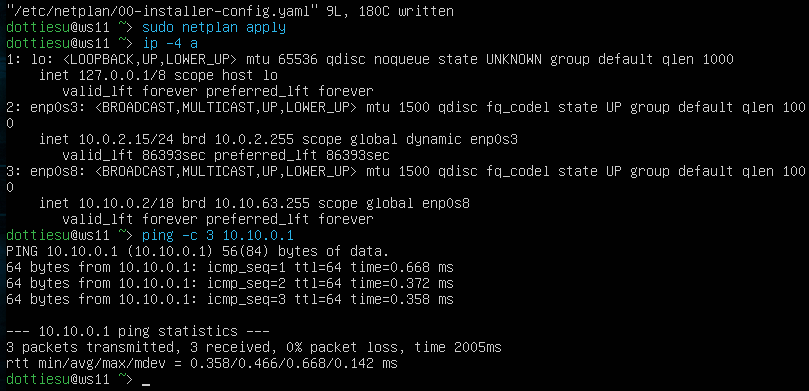 "/etc/netplan/00-installer-config.yaml" 9L, 180C written
dottiesu@ws11 ~> sudo netplan apply
dottiesu@ws11 ~> ip -4 a
1: lo: <LOOPBACK,UP,LOWER_UP> mtu 65536 qdisc noqueue state UNKNOWN group default qlen 1000
    inet 127.0.0.1/8 scope host lo
       valid_lft forever preferred_lft forever
2: enp0s3: <BROADCAST,MULTICAST,UP,LOWER_UP> mtu 1500 qdisc fq_codel state UP group default qlen 100
0
    inet 10.0.2.15/24 brd 10.0.2.255 scope global dynamic enp0s3
       valid_lft 86393sec preferred_lft 86393sec
3: enp0s8: <BROADCAST,MULTICAST,UP,LOWER_UP> mtu 1500 qdisc fq_codel state UP group default qlen 100
0
    inet 10.10.0.2/18 brd 10.10.63.255 scope global enp0s8
       valid_lft forever preferred_lft forever
dottiesu@ws11 ~> ping -c 3 10.10.0.1
PING 10.10.0.1 (10.10.0.1) 56(84) bytes of data.
64 bytes from 10.10.0.1: icmp_seq=1 ttl=64 time=0.668 ms
64 bytes from 10.10.0.1: icmp_seq=2 ttl=64 time=0.372 ms
64 bytes from 10.10.0.1: icmp_seq=3 ttl=64 time=0.358 ms

--- 10.10.0.1 ping statistics ---
3 packets transmitted, 3 received, 0% packet loss, time 2005ms
rtt min/avg/max/mdev = 0.358/0.466/0.668/0.142 ms
dottiesu@ws11 ~> _